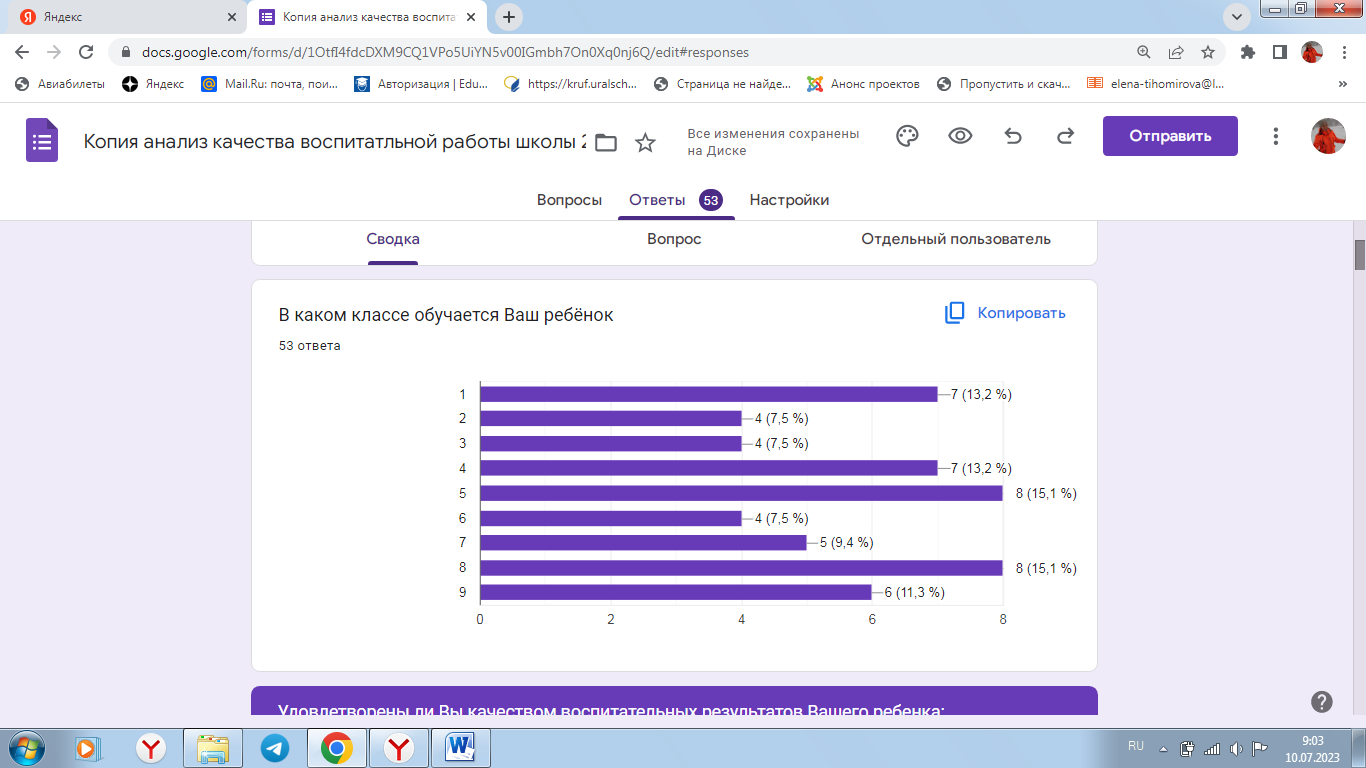 Яндекс
Копия анализ качества воспита
docs.google.com/forms/d/1OtfI4fdcDXM9CQ1VPo5UiYN5v00IGmbh7On0Xq0nj6Q/edit#responses
Авиабилеты Яндекс Mail.Ru: почта, пои... Авторизация | Edu... https://kruf.uralsch... Страница не найде... Анонс проектов Пропустить и скач... elena-tihomirova@l... »
Копия анализ качества воспитатльной работы школы 2
Все изменения сохранены
на Диске
Отправить
Вопросы Ответы 53 Настройки
Сводка Вопрос Отдельный пользователь
В каком классе обучается Ваш ребёнок
Копировать
53 ответа
1 7 (13,2 %)
2 4 (7,5 %)
3 4 (7,5 %)
4 7 (13,2 %)
5 8 (15,1 %)
6 4 (7,5 %)
7 5 (9,4 %)
8 8 (15,1 %)
9 6 (11,3 %)
0 2 4 6 8
Удовлетворены ли Вы качеством воспитательных результатов Вашего ребенка:
RU
9:03
10.07.2023